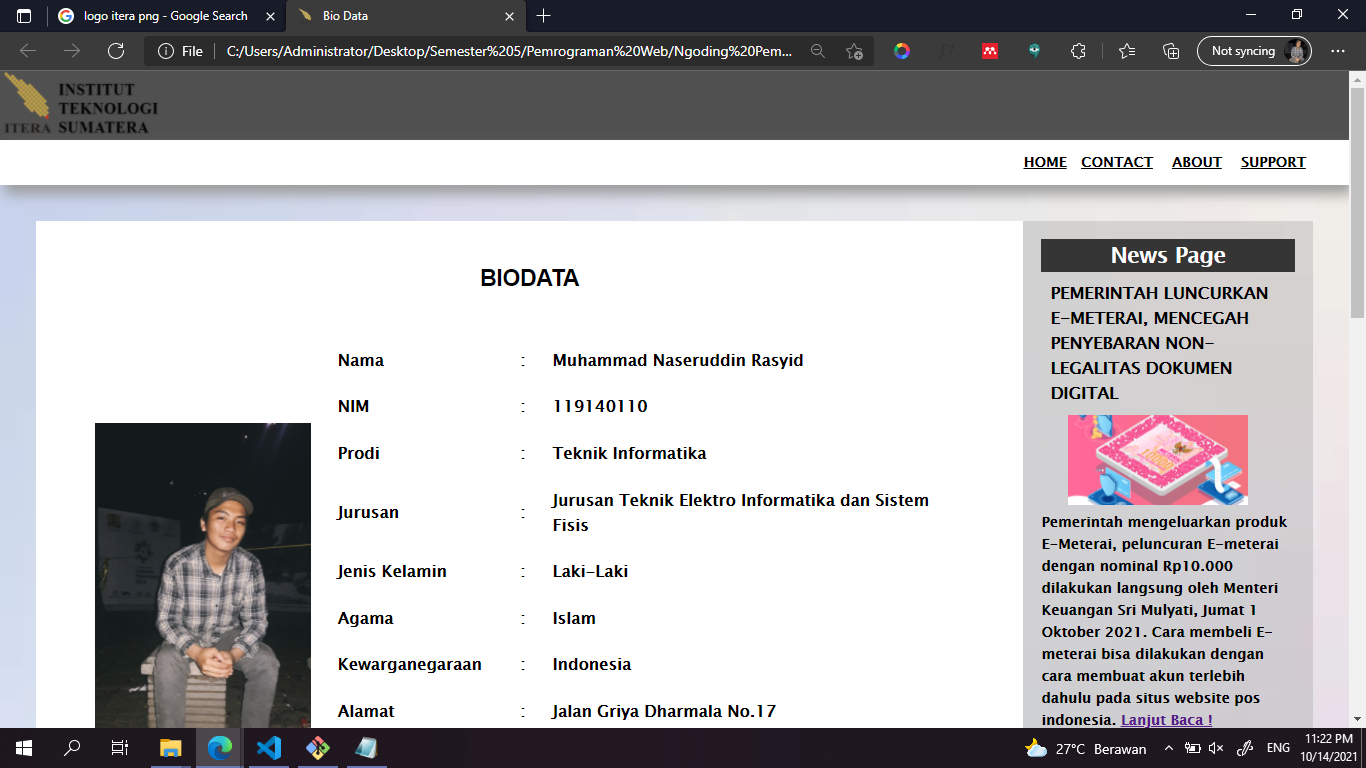 logo itera png - Google Search
Bio Data
File
C:/Users/Administrator/Desktop/Semester%205/Pemrograman%20Web/Ngoding%20Pem...
Not syncing
INSTITUT
TEKNOLOGI
ITERA SUMATERA
HOME CONTACT ABOUT SUPPORT
BIODATA
Nama : Muhammad Naseruddin Rasyid
NIM : 119140110
Prodi : Teknik Informatika
Jurusan : Jurusan Teknik Elektro Informatika dan Sistem
Fisis
Jenis Kelamin : Laki-Laki
Agama : Islam
Kewarganegaraan : Indonesia
Alamat : Jalan Griya Dharmala No.17
News Page
PEMERINTAH LUNCURKAN
E-METERAI, MENCEGAH
PENYEBARAN NON-
LEGALITAS DOKUMEN
DIGITAL
Pemerintah mengeluarkan produk
E-Meterai, peluncuran E-meterai
dengan nominal Rp10.000
dilakukan langsung oleh Menteri
Keuangan Sri Mulyati, Jumat 1
Oktober 2021. Cara membeli E-
meterai bisa dilakukan dengan
cara membuat akun terlebih
dahulu pada situs website pos
indonesia. Lanjut Baca !
27°C Berawan
ENG
11:22 PM
10/14/2021